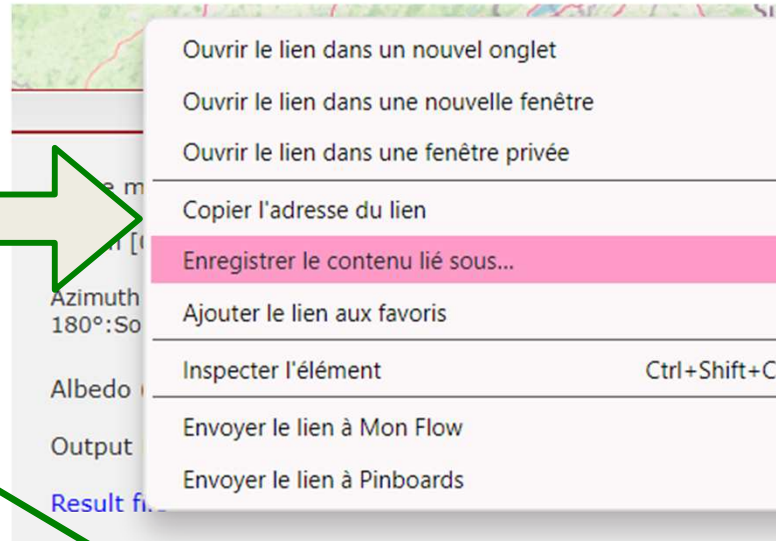 Ouvrir le lien dans un nouvel onglet
Ouvrir le lien dans une nouvelle fenêtre
Ouvrir le lien dans une fenêtre privée
Copier l'adresse du lien
Enregistrer le contenu lié sous...
Ajouter le lien aux favoris
Inspecter l'élément Ctrl+Shift+C
Envoyer le lien à Mon Flow
Envoyer le lien à Pinboards
Azimuth
180°:So
Albedo
Output
Result